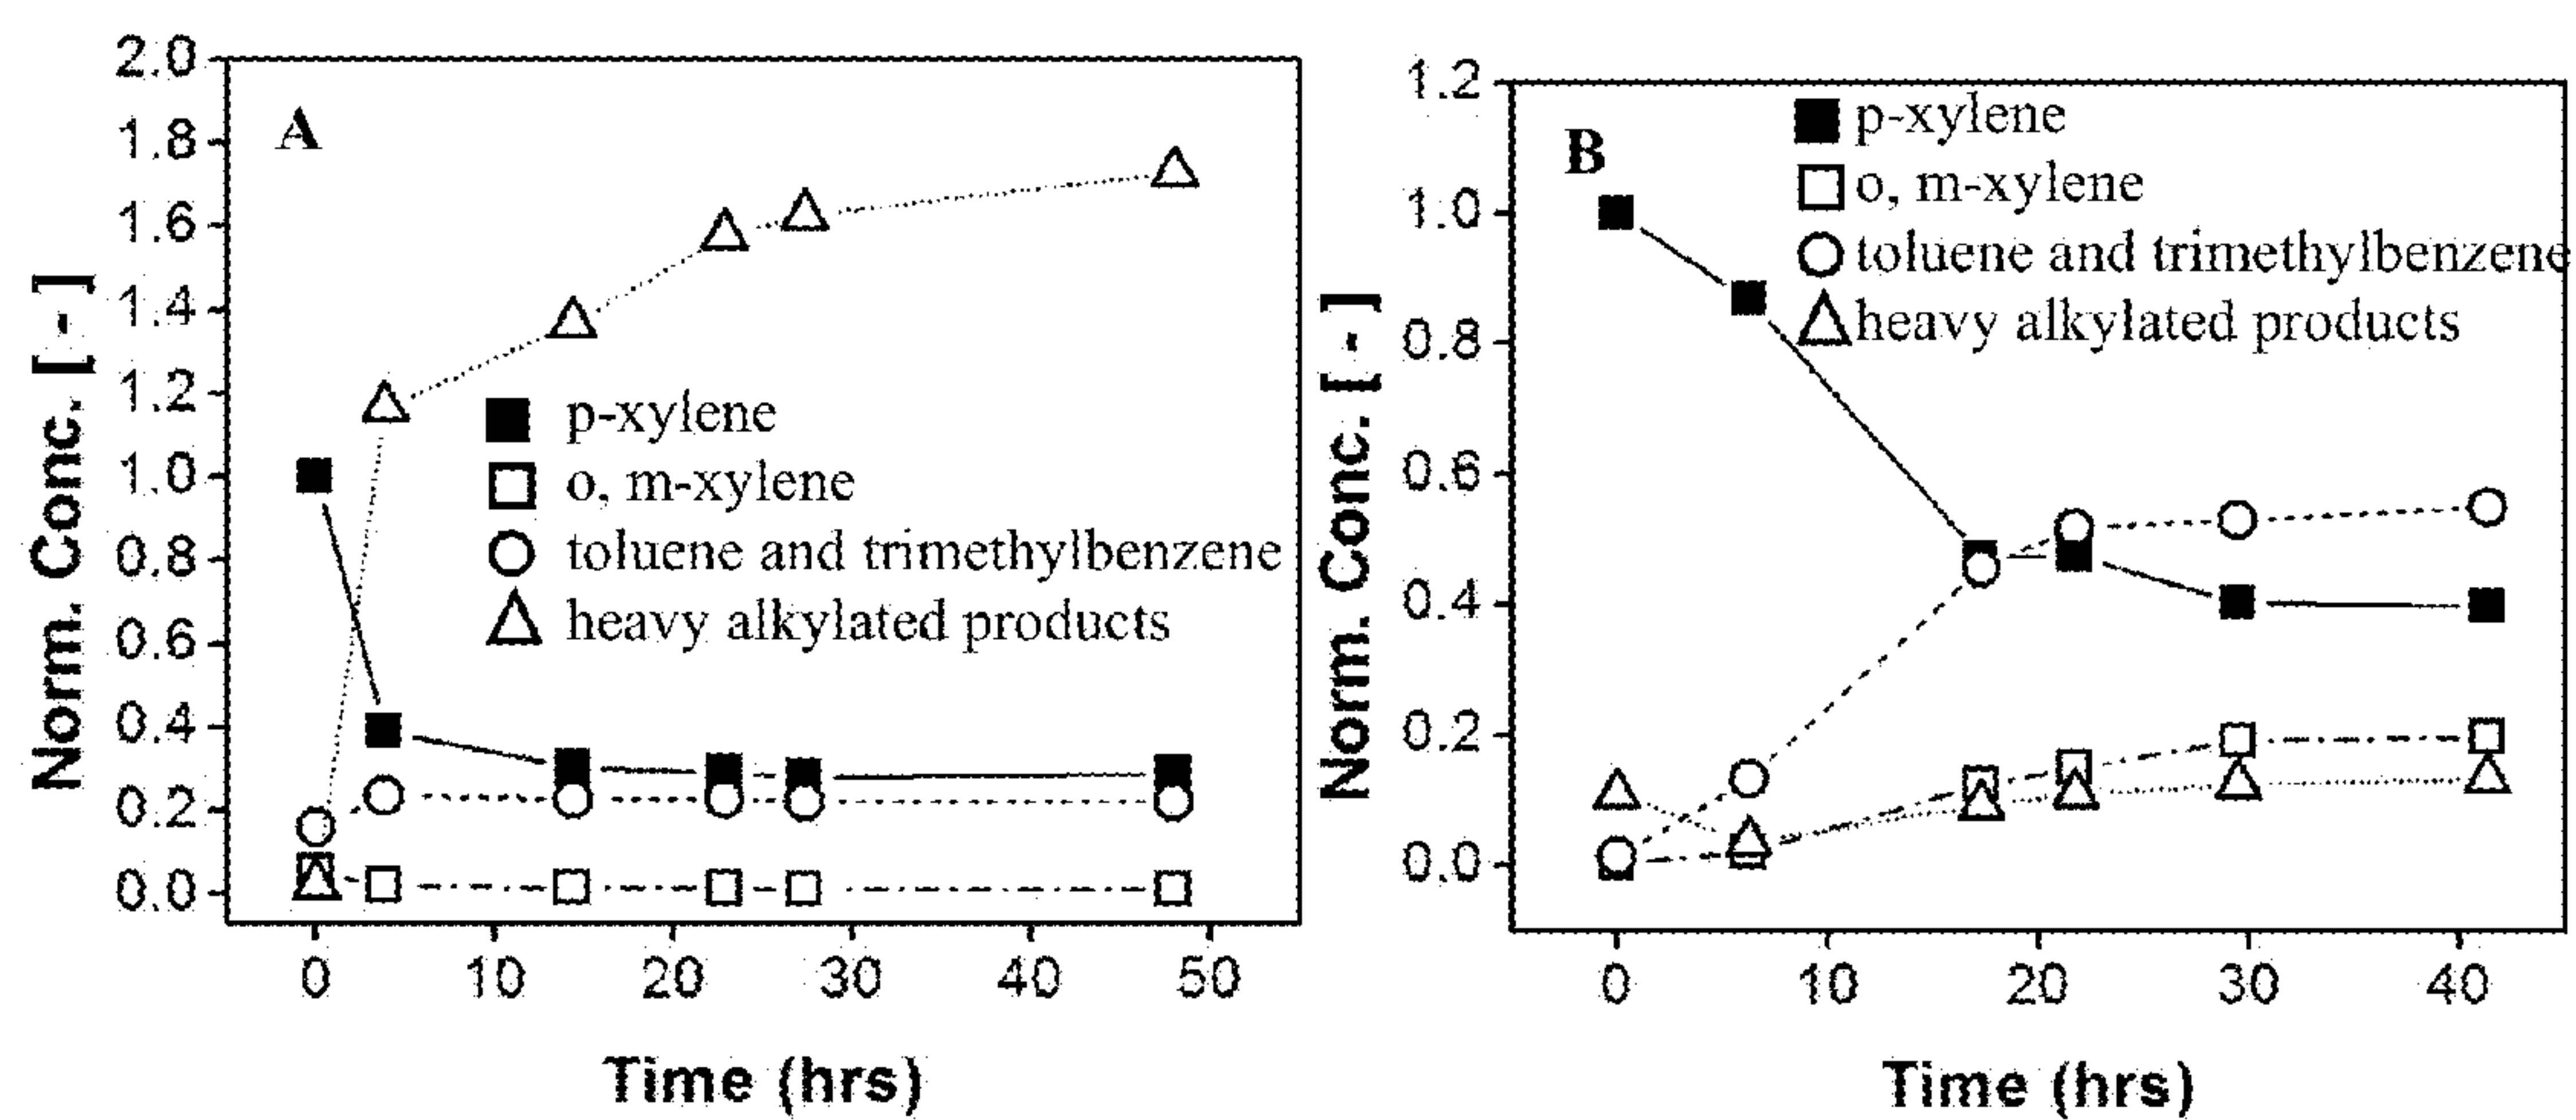 A
2.0
1.8
1.6
1.4
1.2
1.0
0.8
0.6
0.4
0.2
0.0
Norm. Conc. [ - ]
p-xylene
o, m-xylene
toluene and trimethylbenzene
heavy alkylated products
0 10 20 30 40 50
Time (hrs)
B
1.2
1.0
0.8
0.6
0.4
0.2
0.0
Norm. Conc. [ - ]
p-xylene
o, m-xylene
toluene and trimethylbenzene
heavy alkylated products
0 10 20 30 40
Time (hrs)